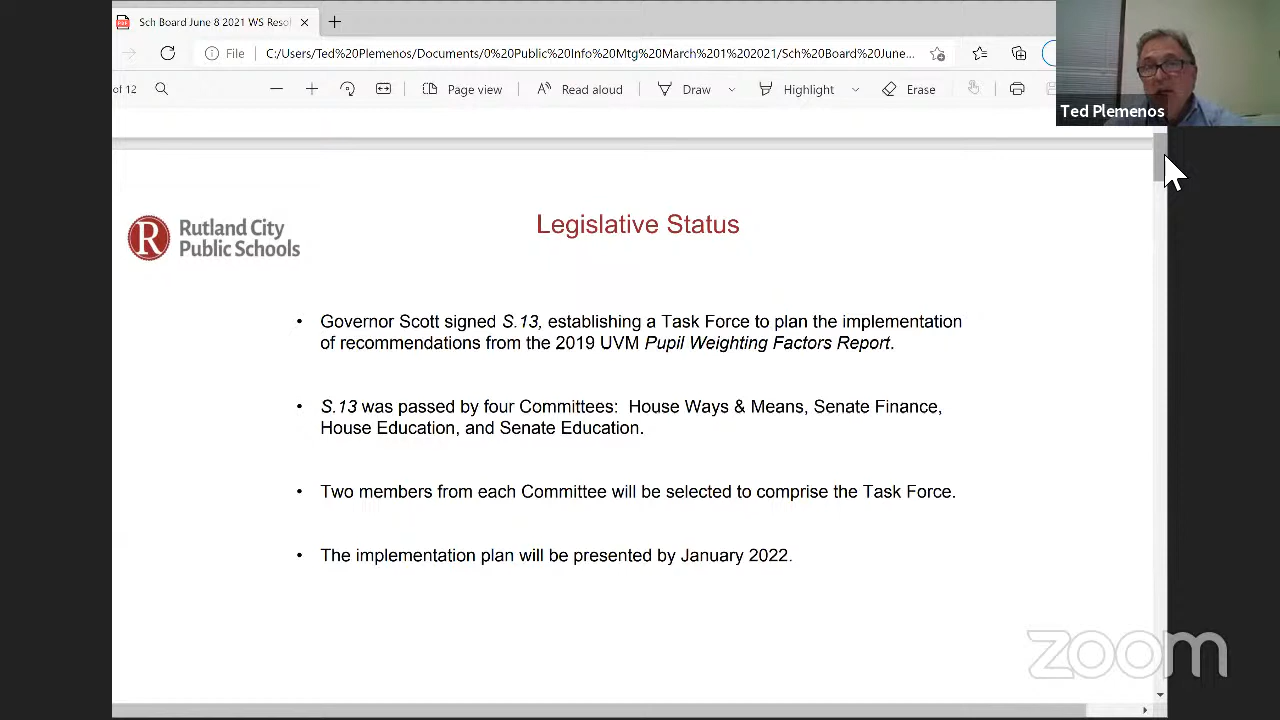 Sch Board June 8 2021 WS Resol
File
C:/Users/Ted%20Plemenos/Documents/0%20Public%20Info%20Mtg%20March%201%202021/Sch%20Board%20June...
of 12
Page view
Read aloud
Draw
Highlight
Erase
Ted Plemenos
Rutland City
Public Schools
Legislative Status
• Governor Scott signed S.13, establishing a Task Force to plan the implementation
of recommendations from the 2019 UVM Pupil Weighting Factors Report.
• S.13 was passed by four Committees: House Ways & Means, Senate Finance,
House Education, and Senate Education.
• Two members from each Committee will be selected to comprise the Task Force.
• The implementation plan will be presented by January 2022.
zoom